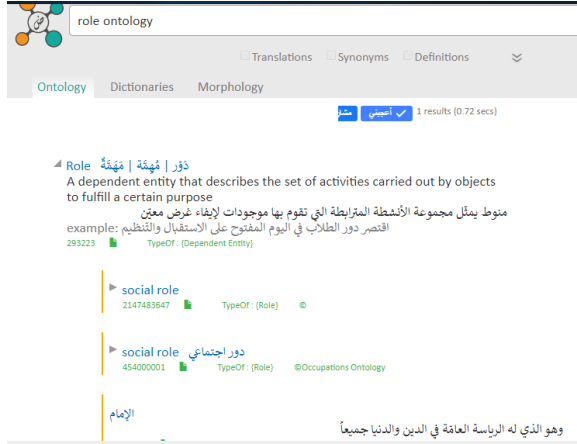 role ontology
Translations Synonyms Definitions
Ontology Dictionaries Morphology
أعجبني 1 results (0.72 secs)
Role دَوْر | مُهِمَّة | مَهَمَّةٌ
A dependent entity that describes the set of activities carried out by objects
to fulfill a certain purpose
منوط يمثّل مجموعة الأنشطة المترابطة التي تقوم بها موجودات لإيفاء غرض معيّن
example: اقتصر دور الطلاب في اليوم المفتوح على الاستقبال والتّنظيم
293223 TypeOf : {Dependent Entity}
social role
2147483647 TypeOf : {Role} ©
social role دور اجتماعي
454000001 TypeOf : {Role} ©Occupations Ontology
الإمام
وهو الذي له الرياسة العامّة في الدين والدنيا جميعاً